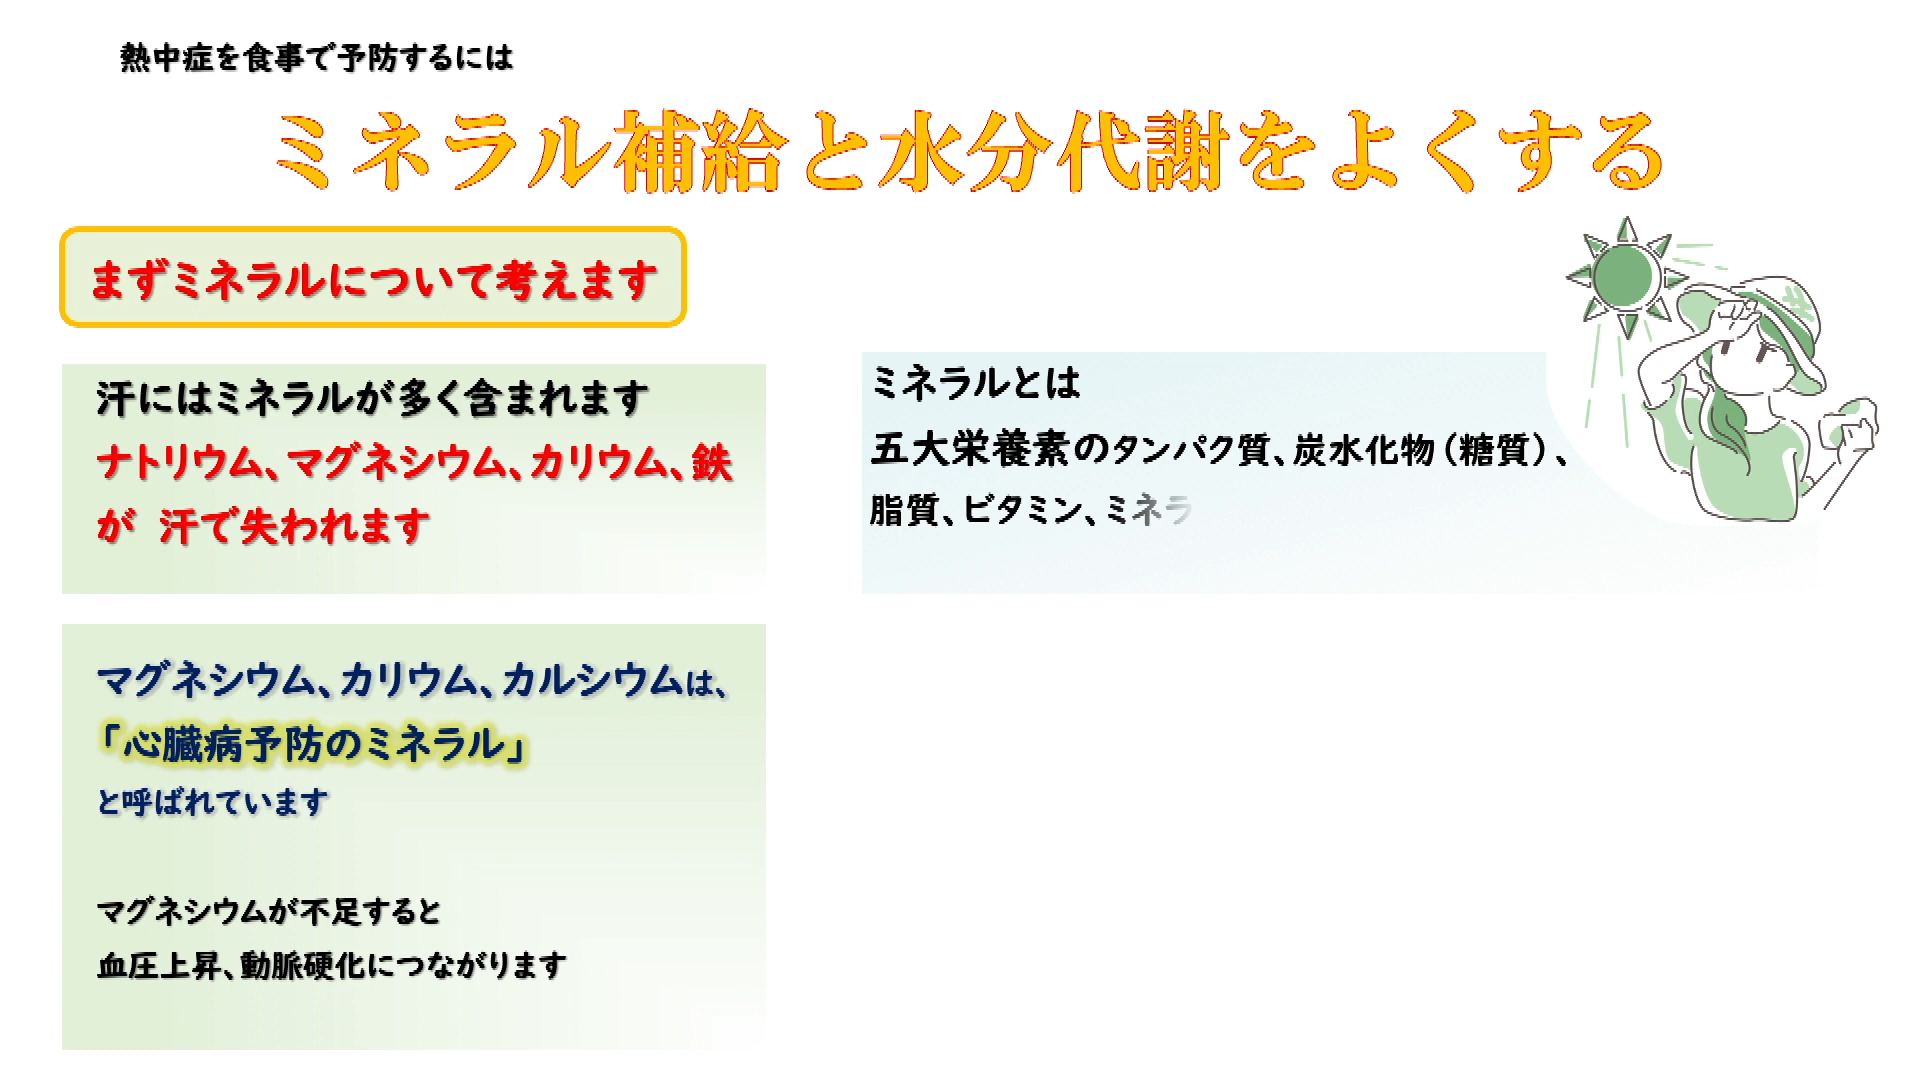 熱中症を食事で予防するには
ミネラル補給と水分代謝をよくする
まずミネラルについて考えます
汗にはミネラルが多く含まれます
ナトリウム、マグネシウム、カリウム、鉄
が 汗で失われます
ミネラルとは
五大栄養素のタンパク質、炭水化物(糖質)、
脂質、ビタミン、ミネラ
マグネシウム、カリウム、カルシウムは、
「心臓病予防のミネラル」
と呼ばれています
マグネシウムが不足すると
血圧上昇、動脈硬化につながります